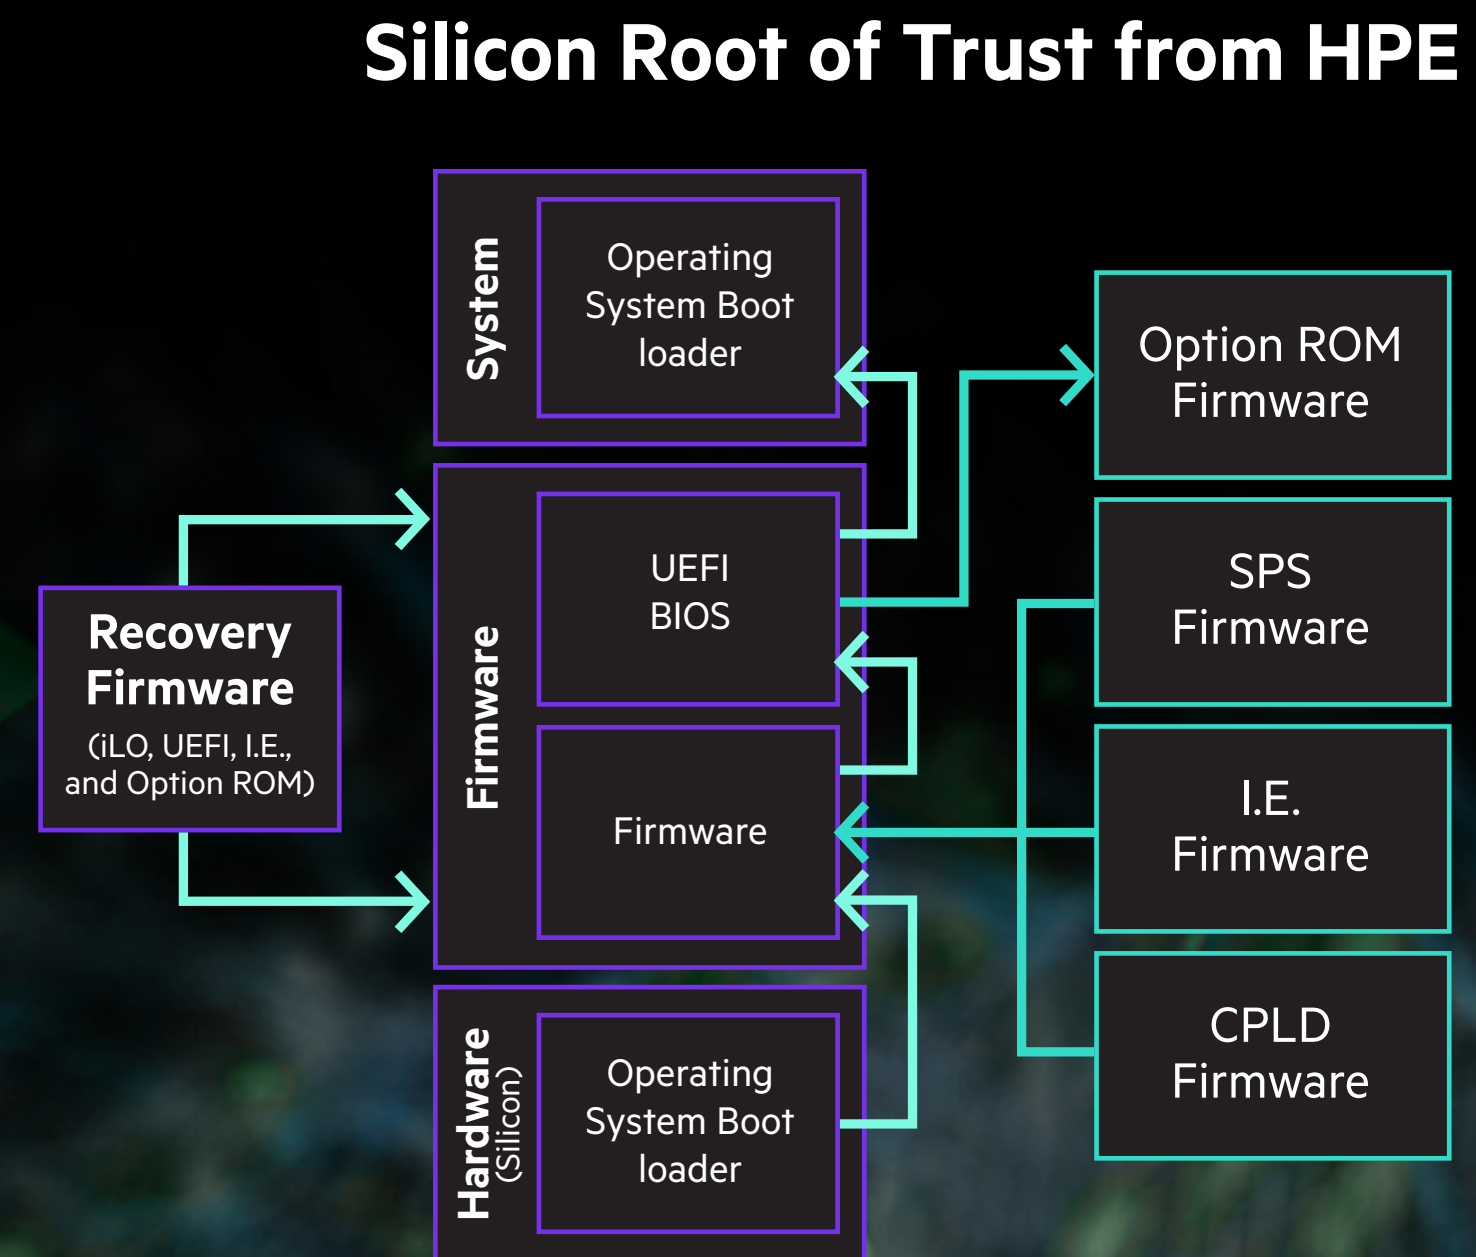 Silicon Root of Trust from HPE
System
Operating
System Boot
loader
Option ROM
Firmware
Firmware
UEFI
BIOS
SPS
Firmware
Recovery
Firmware
(iLO, UEFI, I.E.,
and Option ROM)
Firmware
I.E.
Firmware
Hardware
(Silicon)
Operating
System Boot
loader
CPLD
Firmware